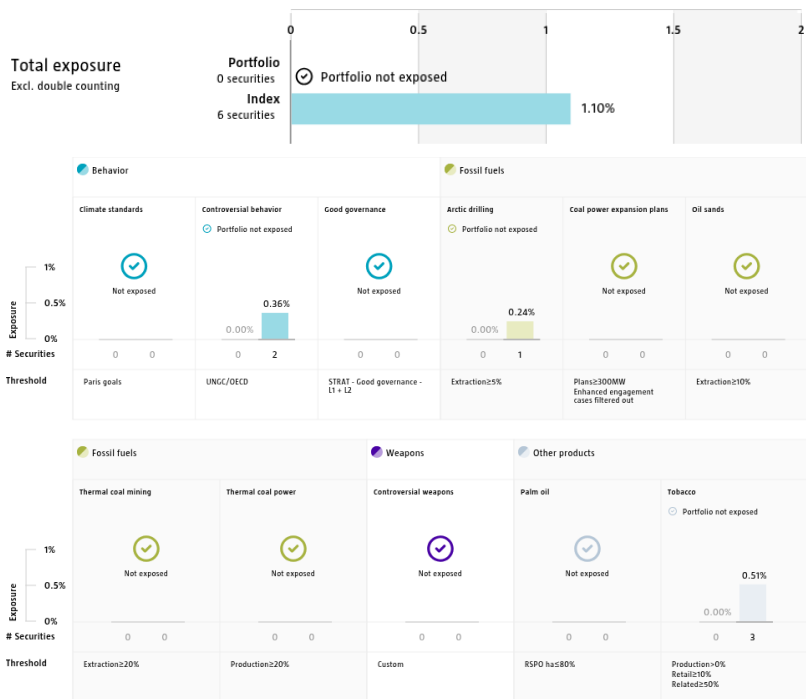 0 0.5 1 1.5 2
Total exposure
Excl. double counting
Portfolio
0 securities
Portfolio not exposed
Index
6 securities
1.10%
Behavior
Fossil fuels
Climate standards
Controversial behavior
Good governance
Arctic drilling
Coal power expansion plans
Oil sands
Portfolio not exposed
Portfolio not exposed
Exposure
1%
0.5%
0%
Not exposed
0.00%
0.36%
Not exposed
0.00%
0.24%
Not exposed
Not exposed
# Securities
0 0
0 2
0 0
0 1
0 0
0 0
Threshold
Paris goals
UNGC/OECD
STRAT - Good governance -
L1 + L2
Extraction≥5%
Plans≥300MW
Enhanced engagement
cases filtered out
Extraction≥10%
Fossil fuels
Weapons
Other products
Thermal coal mining
Thermal coal power
Controversial weapons
Palm oil
Tobacco
Portfolio not exposed
Exposure
1%
0.5%
0%
Not exposed
Not exposed
Not exposed
Not exposed
0.00%
0.51%
# Securities
0 0
0 0
0 0
0 0
0 3
Threshold
Extraction≥20%
Production≥20%
Custom
RSPO ha≤80%
Production>0%
Retail≥10%
Related≥50%